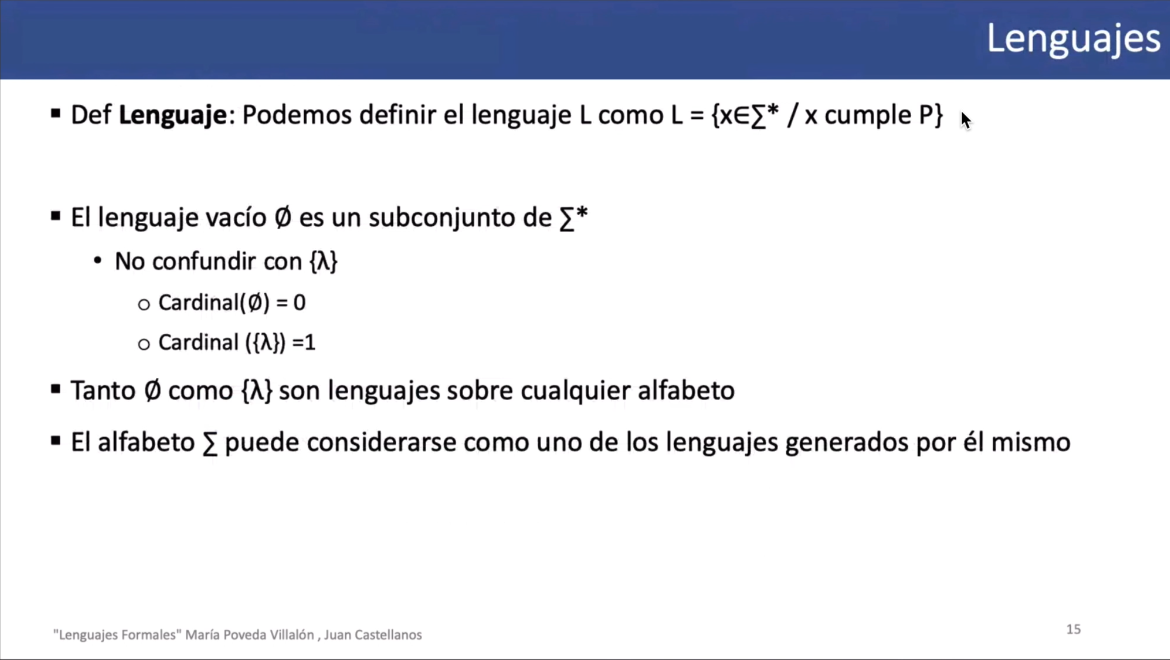 Lenguajes
▪ Def Lenguaje: Podemos definir el lenguaje L como L = {x∈∑* / x cumple P}
▪ El lenguaje vacío Ø es un subconjunto de ∑*
• No confundir con {λ}
o Cardinal(Ø) = 0
o Cardinal ({λ}) =1
▪ Tanto Ø como {λ} son lenguajes sobre cualquier alfabeto
▪ El alfabeto ∑ puede considerarse como uno de los lenguajes generados por él mismo
"Lenguajes Formales" María Poveda Villalón , Juan Castellanos
15